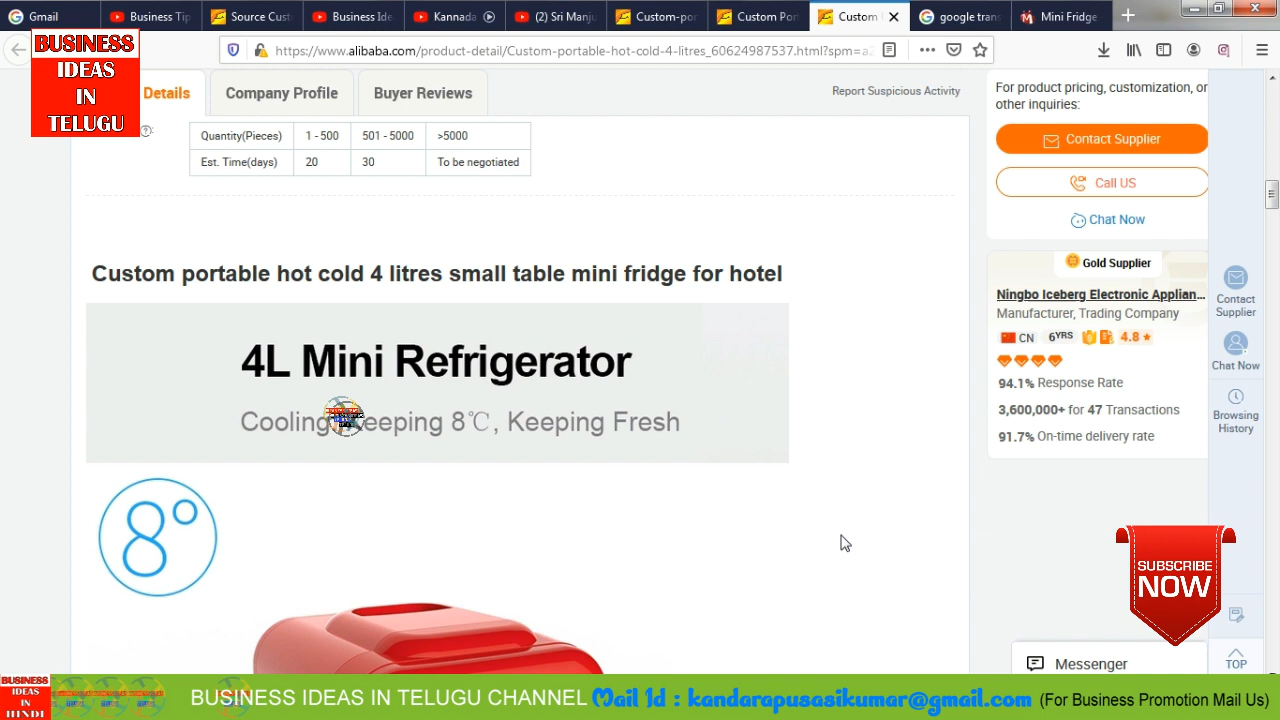 Gmail
Business Tip
Source Cust
Business Ide
Kannada
(2) Sri Manju
Custom-por
Custom Por
Custom
google trans
Mini Fridge
https://www.alibaba.com/product-detail/Custom-portable-hot-cold-4-litres_60624987537.html?spm=a
BUSINESS
IDEAS
IN
TELUGU
Details
Company Profile
Buyer Reviews
Report Suspicious Activity
Quantity(Pieces) 1 - 500 501 - 5000 >5000
Est. Time(days) 20 30 To be negotiated
Custom portable hot cold 4 litres small table mini fridge for hotel
4L Mini Refrigerator
Cooling Keeping 8℃, Keeping Fresh
8°
For product pricing, customization, or
other inquiries:
Contact Supplier
Call US
Chat Now
Gold Supplier
Ningbo Iceberg Electronic Applian...
Manufacturer, Trading Company
CN 6YRS 4.8
94.1% Response Rate
3,600,000+ for 47 Transactions
91.7% On-time delivery rate
Contact
Supplier
Chat Now
Browsing
History
SUBSCRIBE
NOW
Messenger
TOP
BUSINESS
IDEAS
IN
HINDI
BUSINESS IDEAS IN TELUGU CHANNEL Mail Id : kandarapusasikumar@gmail.com (For Business Promotion Mail Us)